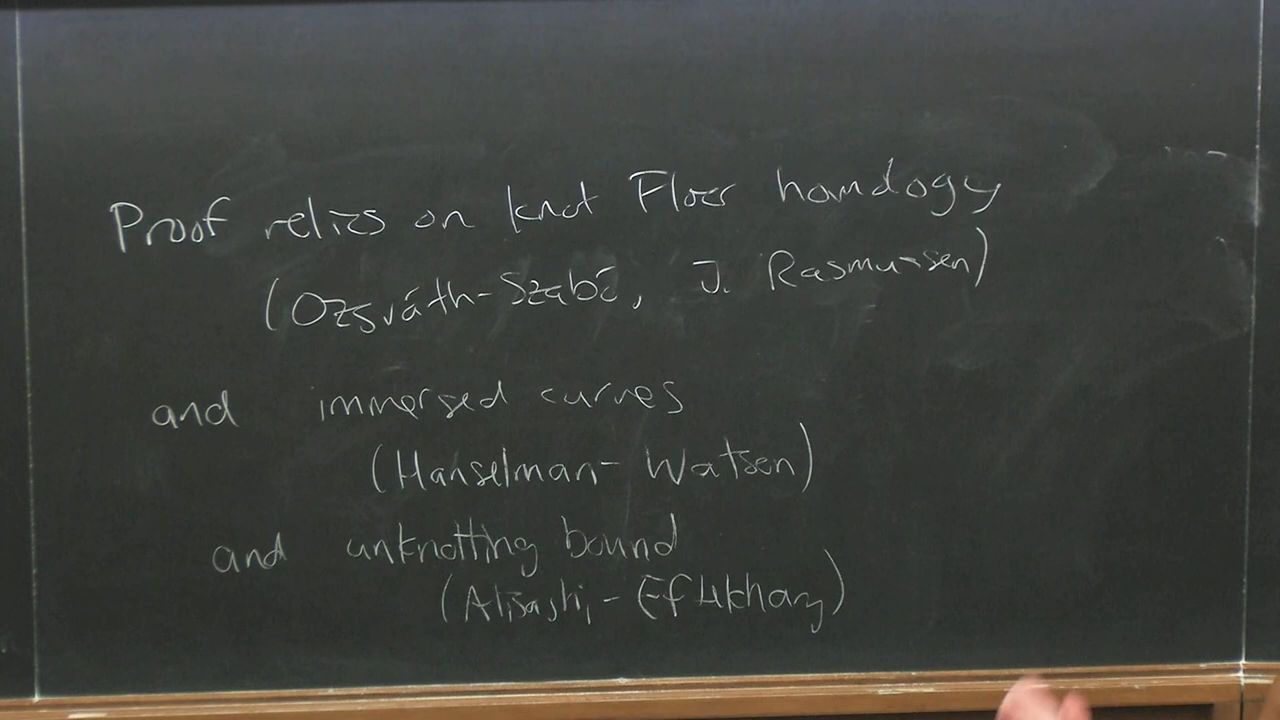 Proof relies on knot Floer homology
(Ozsváth-Szabó, J. Rasmussen)
and immersed curves
(Hanselman-Watson)
and unknotting bound
(Alishahi-Eftekhary)